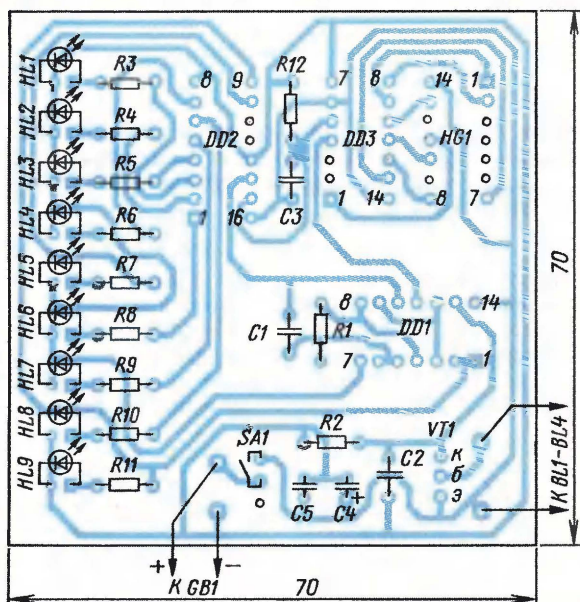 HL1
R3
8
9
R12
7
8
14
1
HL2
R4
DD2
DD3
HG1
HL3
R5
HL4
R6
1
16
C3
1
14
8
7
HL5
R7
HL6
R8
C1
R1
8
DD1
14
7
1
HL7
R9
HL8
R10
SA1
R2
VT1
HL9
R11
C5
C4
+
C2
к
б
э
К BL1-BL4
+
К GB1
-
70
70